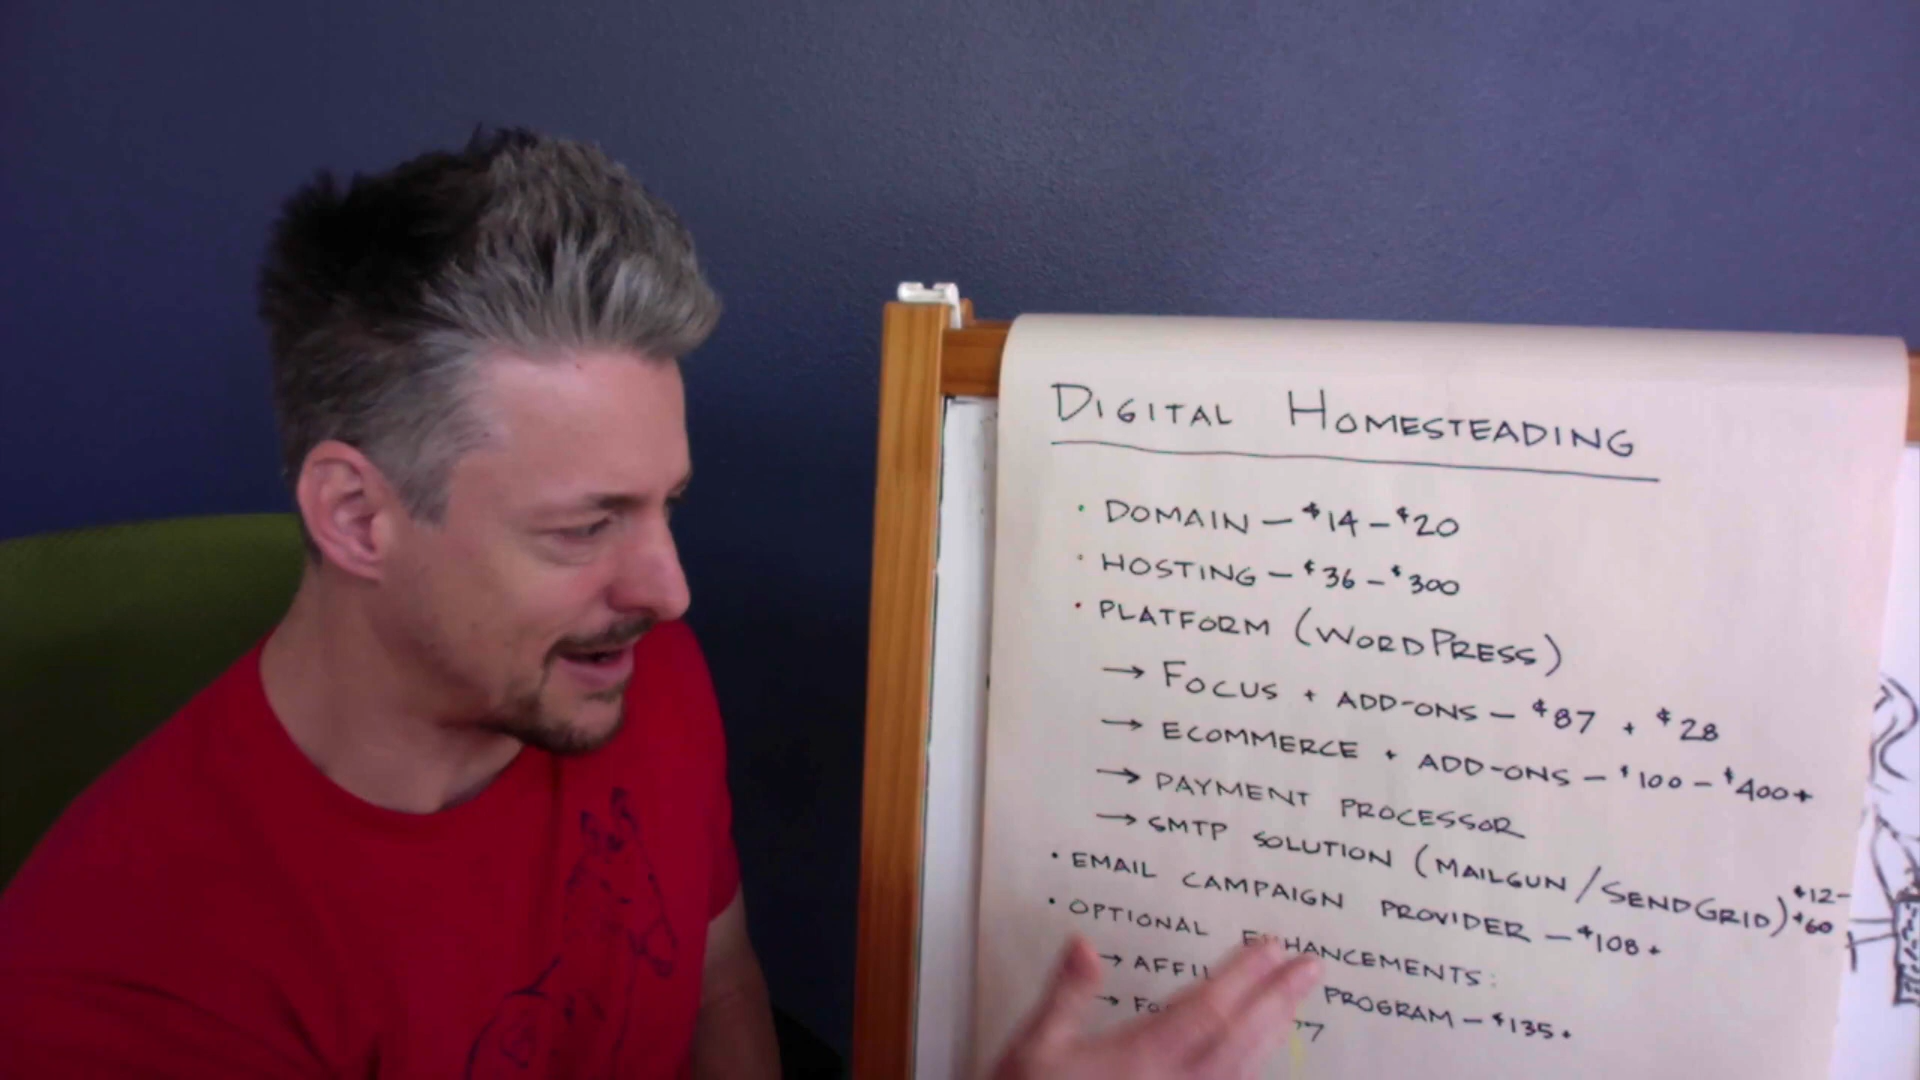 DIGITAL HOMESTEADING
• DOMAIN — $14 – $20
• HOSTING — $36 – $300
• PLATFORM (WORDPRESS)
→ FOCUS + ADD-ONS — $87 + $28
→ ECOMMERCE + ADD-ONS — $100 – $400+
→ PAYMENT PROCESSOR
→ SMTP SOLUTION (MAILGUN/SENDGRID) $12– $60
• EMAIL CAMPAIGN PROVIDER — $108+
• OPTIONAL ENHANCEMENTS:
→ PROGRAM — $135+
→